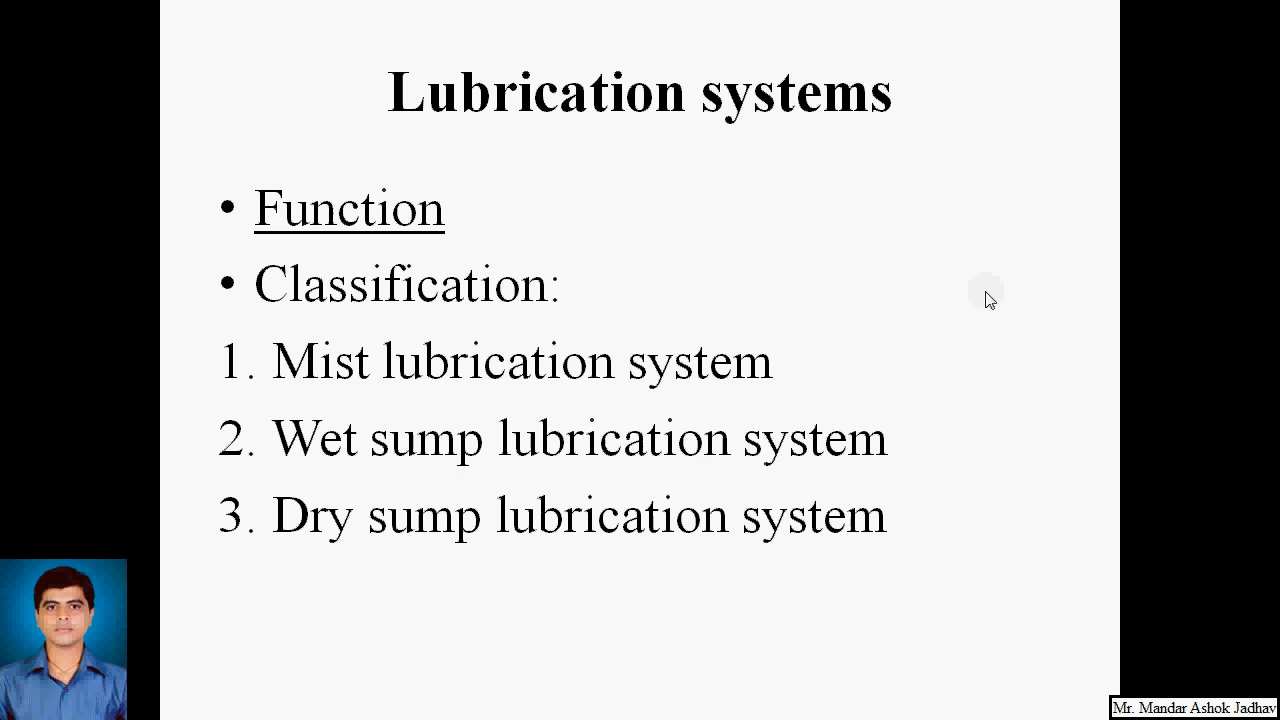 Lubrication systems
• Function
• Classification:
1. Mist lubrication system
2. Wet sump lubrication system
3. Dry sump lubrication system
Mr. Mandar Ashok Jadhav